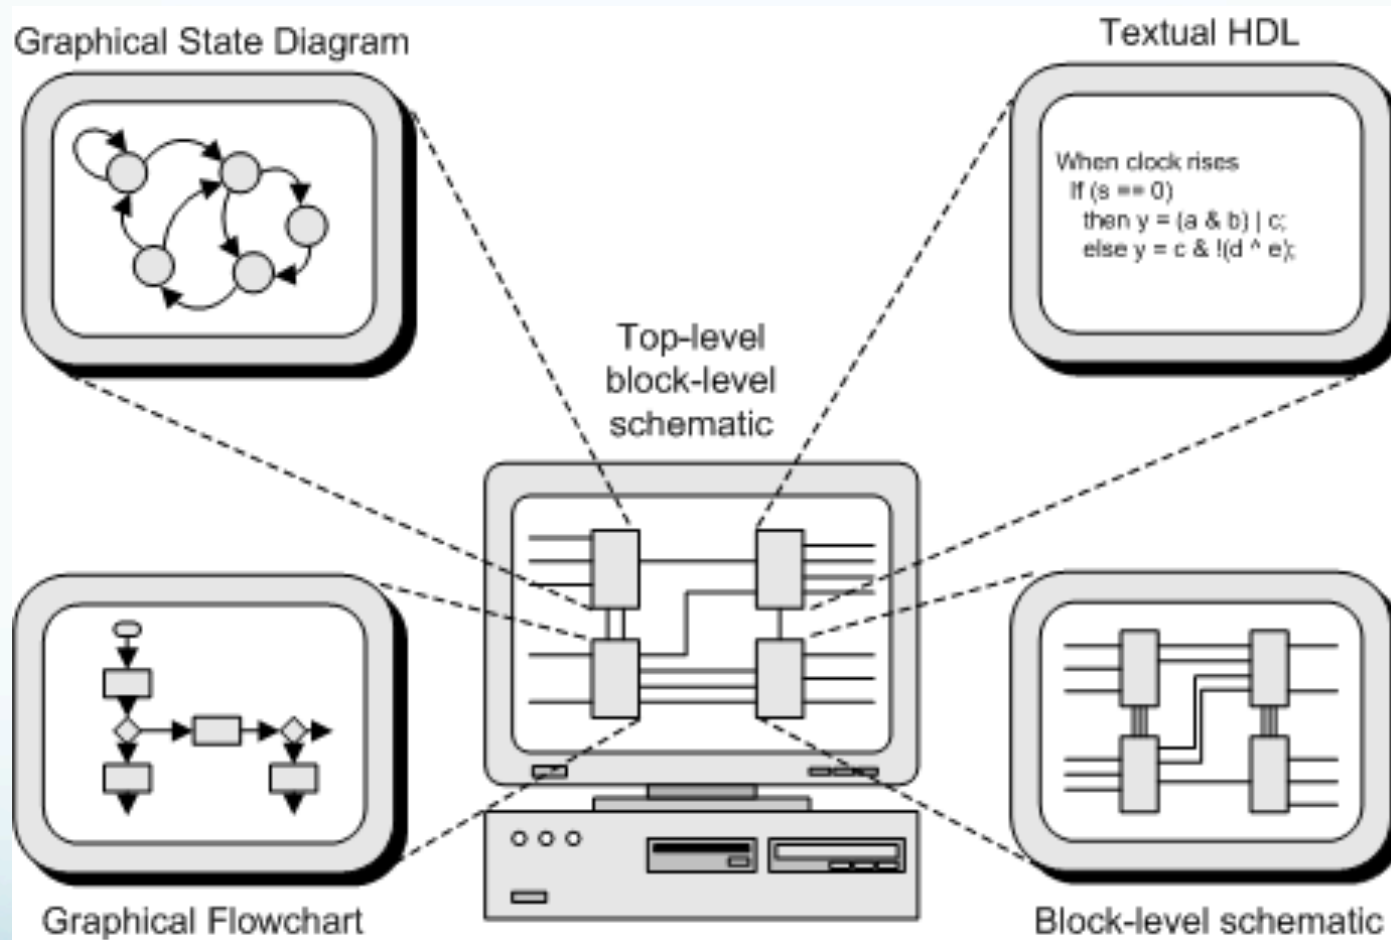 Graphical State Diagram
Textual HDL
When clock rises
If (s == 0)
then y = (a & b) | c;
else y = c & !(d ^ e);
Top-level
block-level
schematic
Graphical Flowchart
Block-level schematic